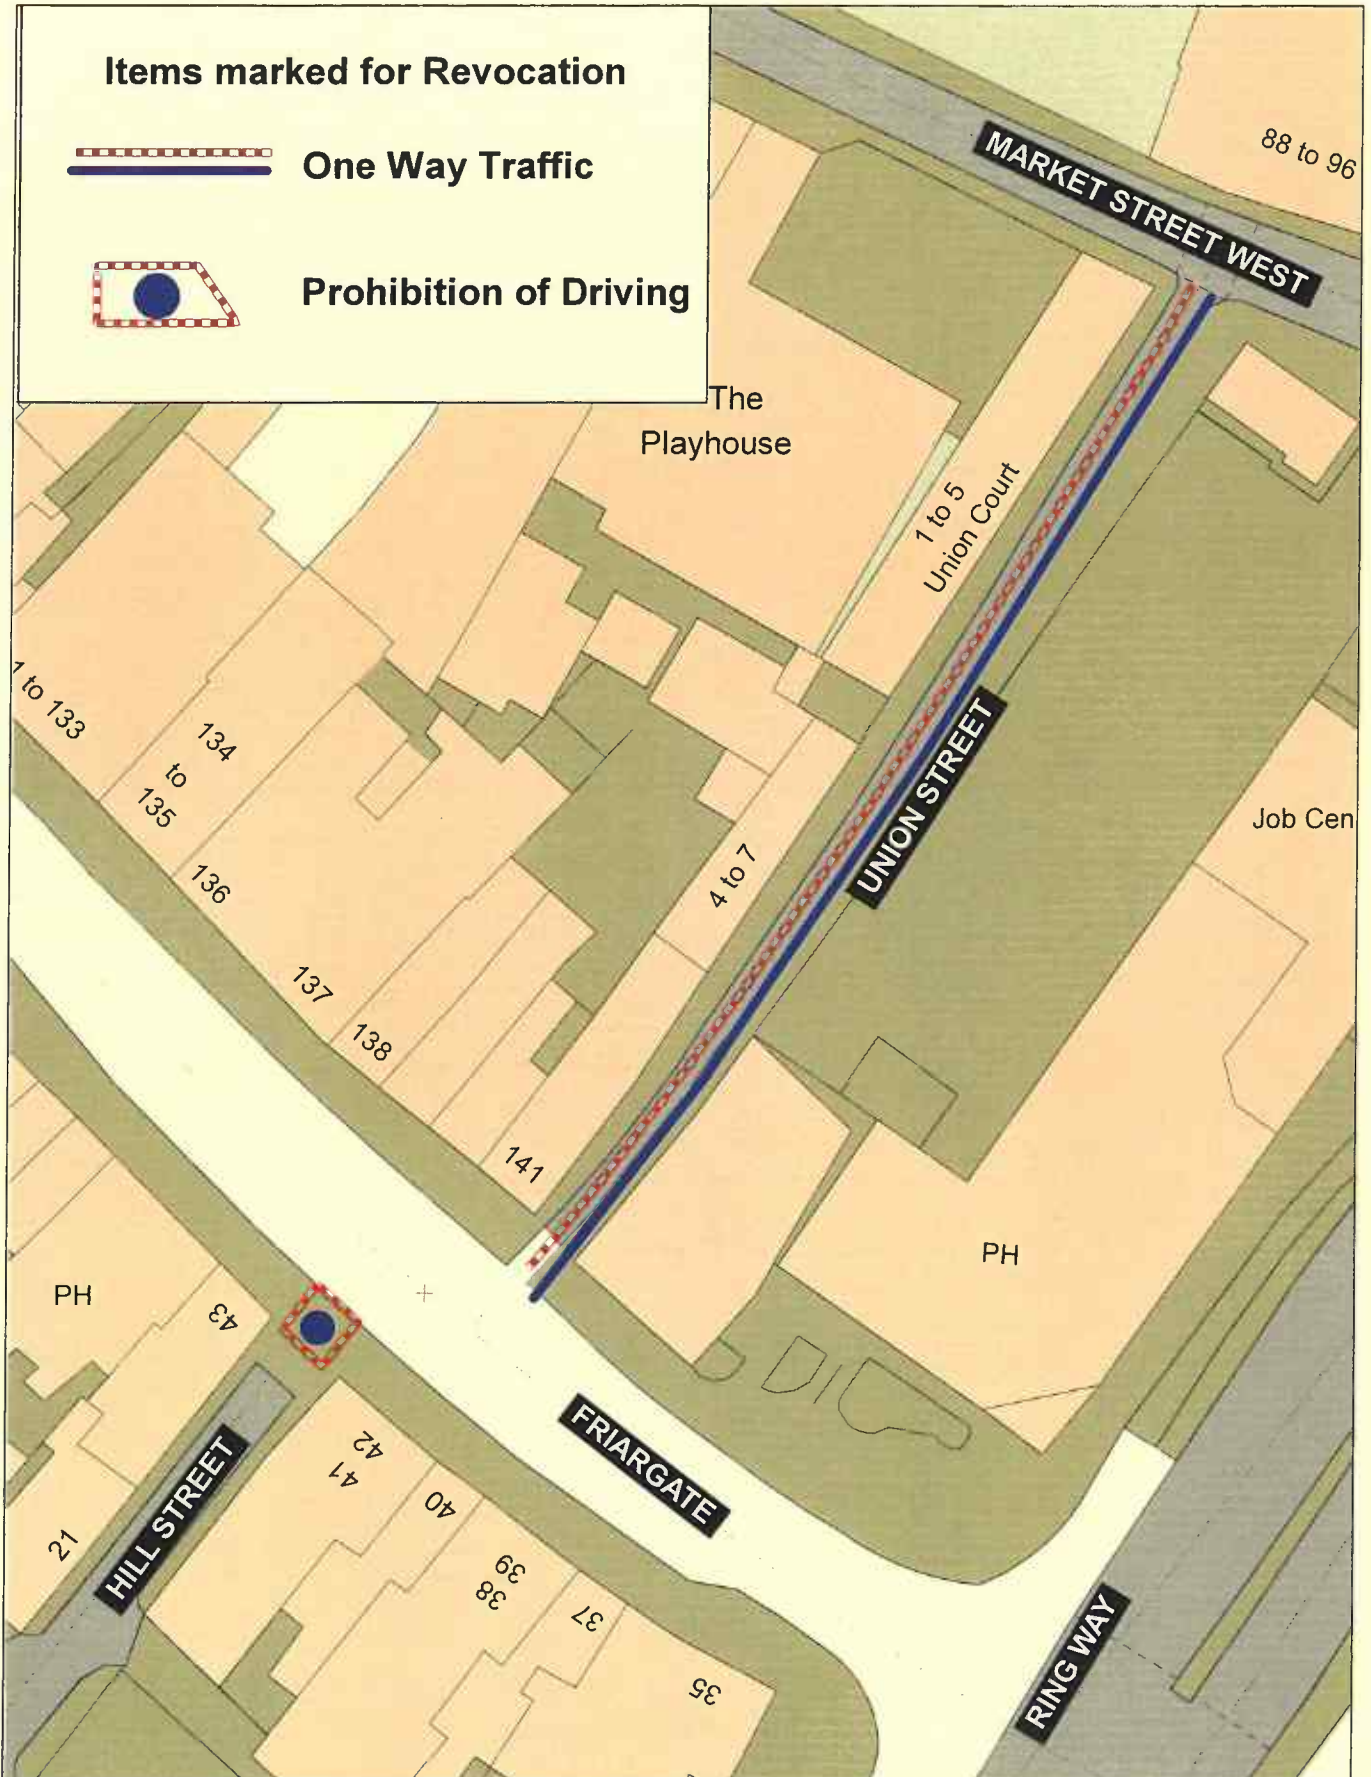 Items marked for Revocation
One Way Traffic
Prohibition of Driving
MARKET STREET WEST
88 to 96
The
Playhouse
1 to 5
Union Court
UNION STREET
1 to 133
134
to
135
136
137
138
4 to 7
141
Job Cen
PH
PH
43
FRIARGATE
HILL STREET
42
41
40
39
38
37
35
21
RING WAY